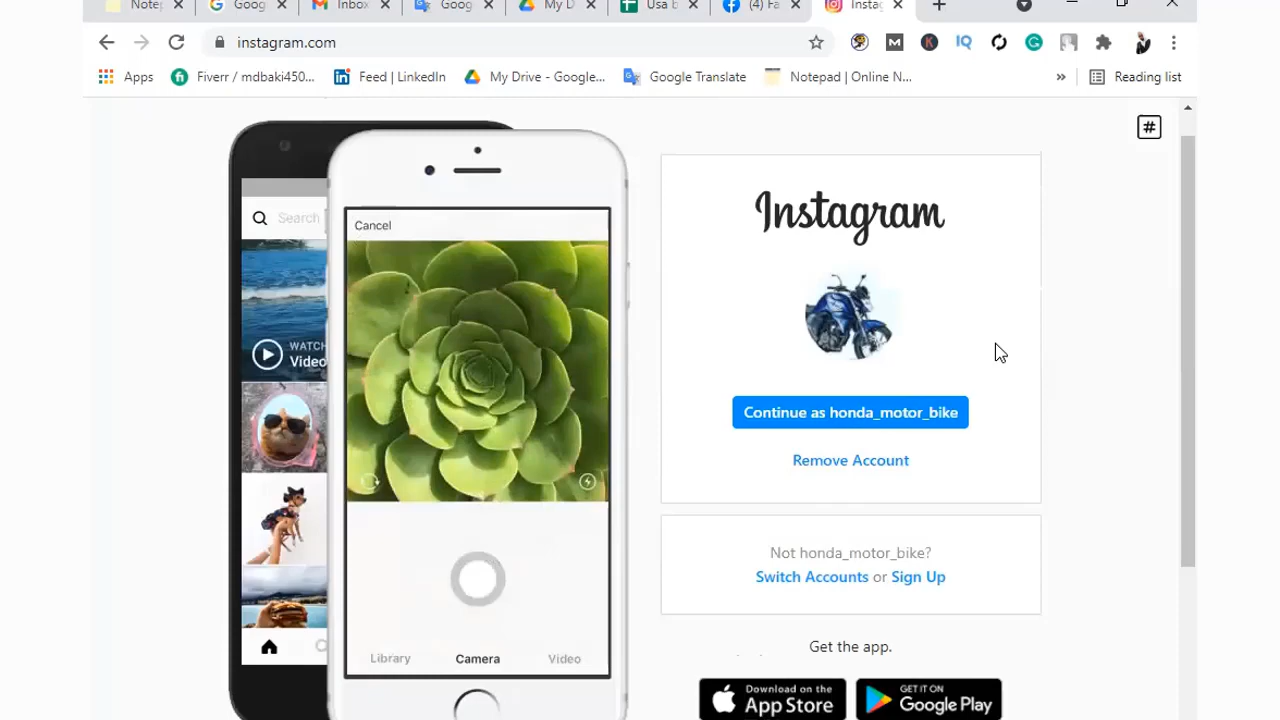 Note
Goog
Inbox
Goog
My D
Usa b
(4) Fa
Instag
instagram.com
Apps
Fiverr / mdbaki450...
Feed | LinkedIn
My Drive - Google...
Google Translate
Notepad | Online N...
»
Reading list
#
Search
Cancel
WATCH
Video
Library
Camera
Video
Instagram
Continue as honda_motor_bike
Remove Account
Not honda_motor_bike?
Switch Accounts or Sign Up
Get the app.
Download on the
App Store
GET IT ON
Google Play